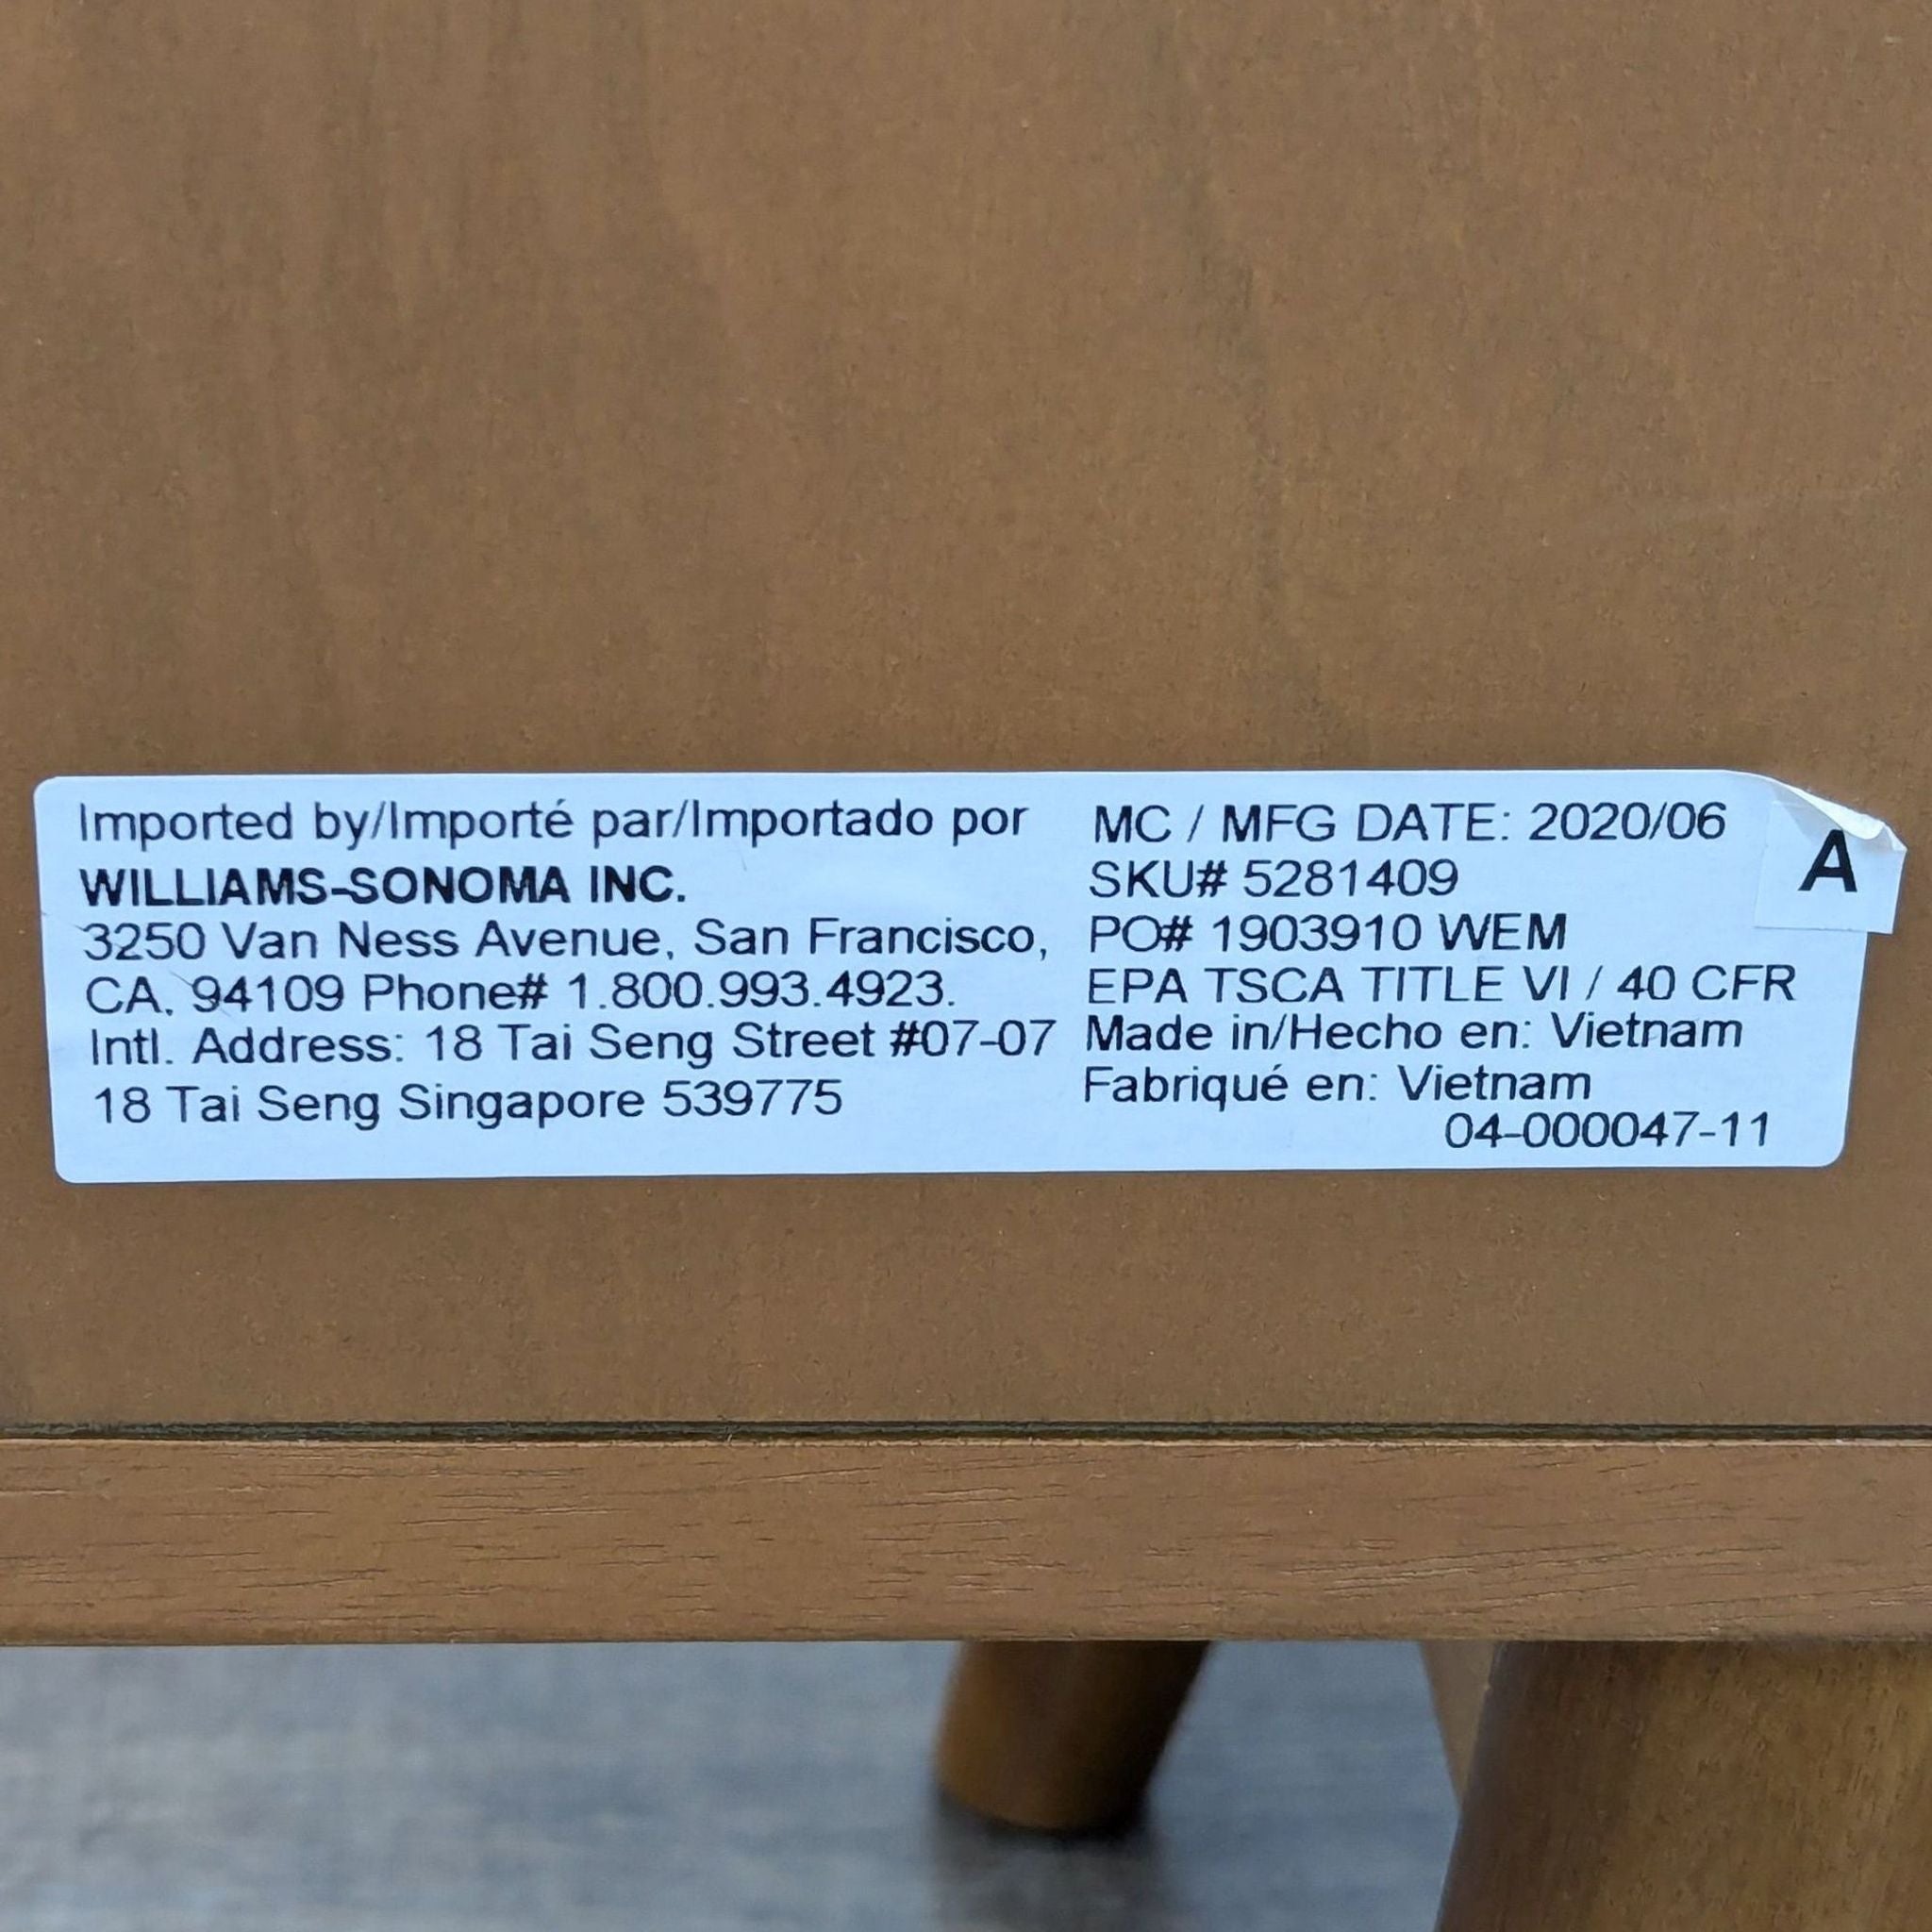 Imported by/Importé par/Importado por
WILLIAMS-SONOMA INC.
3250 Van Ness Avenue, San Francisco,
CA, 94109 Phone# 1.800.993.4923.
Intl. Address: 18 Tai Seng Street #07-07
18 Tai Seng Singapore 539775
MC / MFG DATE: 2020/06
SKU# 5281409
PO# 1903910 WEM
EPA TSCA TITLE VI / 40 CFR
Made in/Hecho en: Vietnam
Fabriqué en: Vietnam
04-000047-11
A